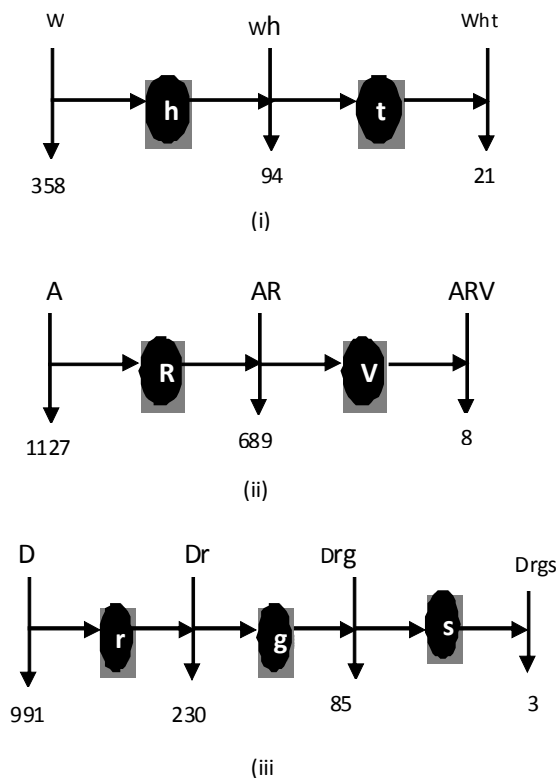 W wh Wht
h t
358 94 21
(i)
A AR ARV
R V
1127 689 8
(ii)
D Dr Drg Drgs
r g s
991 230 85 3
(iii